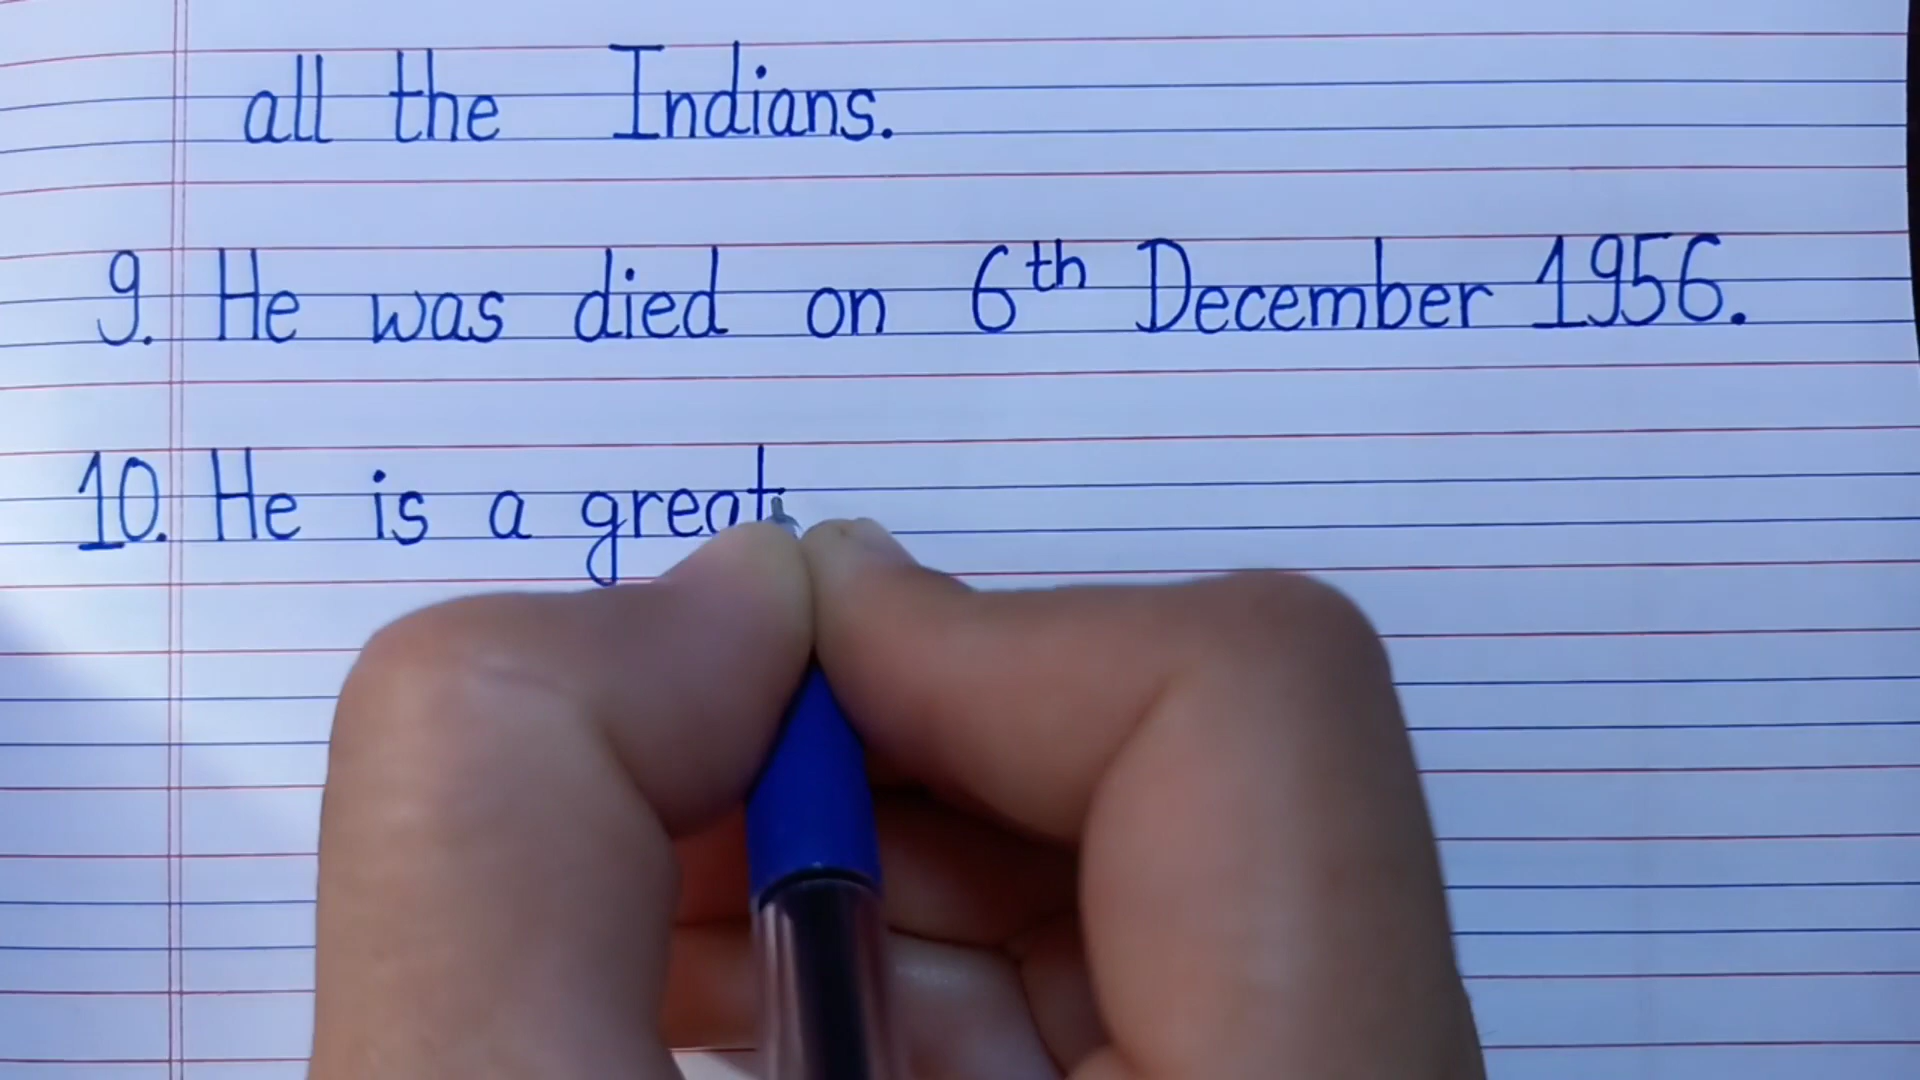 all the Indians.
9. He was died on 6th December 1956.
10. He is a great